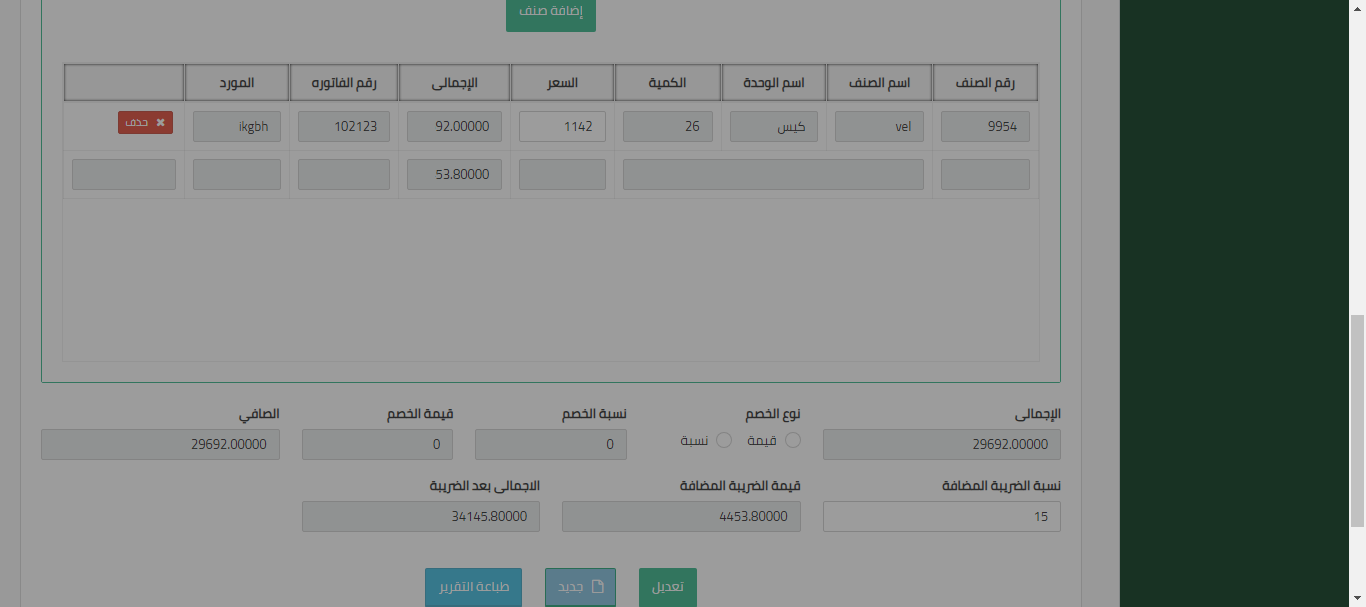 إضاقة صنف
رقم الصنف اسم الصنف اسم الوحدة الكمية السعر الإجمالى رقم الفاتوره المورد
9954 vel كيس 26 1142 92.00000 102123 ikgbh حذف
53.80000
الإجمالى نوع الخصم نسبة الخصم قيمة الخصم الصافي
29692.00000 قيمة نسبة 0 0 29692.00000
نسبة الضريبة المضافة قيمة الضريبة المضافة الاجمالى بعد الضريبة
15 4453.80000 34145.80000
تعديل جديد طباعة التقرير